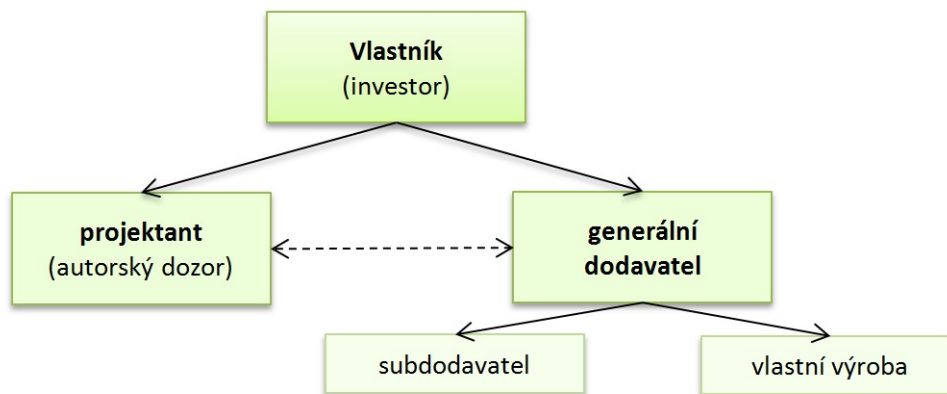 Vlastník
(investor)
projektant
(autorský dozor)
generální
dodavatel
subdodavatel
vlastní výroba